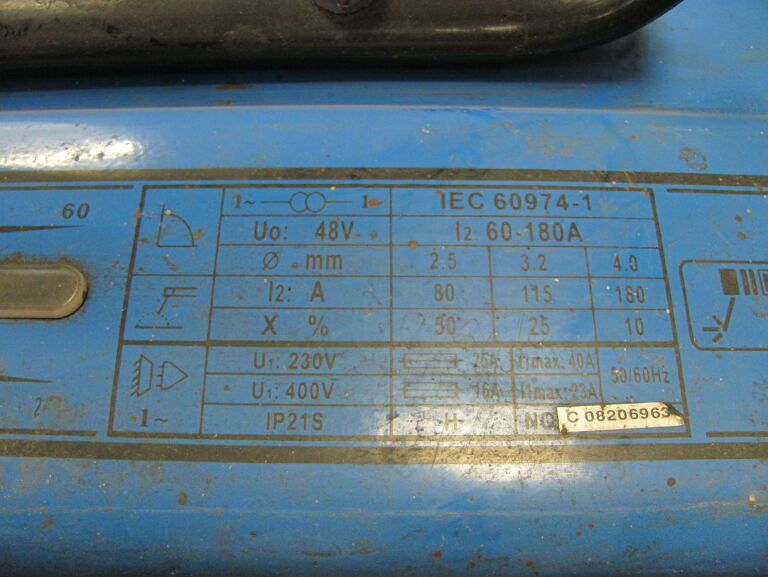 60
1~ 1~ IEC 60974-1
U0: 48V I2 60-180A
Ø mm 2.5 3.2 4.0
I2: A 80 115 180
X % 50 25 10
U1: 230V 25A I1max: 40A
50/60Hz
U1: 400V 16A I1max: 23A
1~ IP21S H NO C 08206963